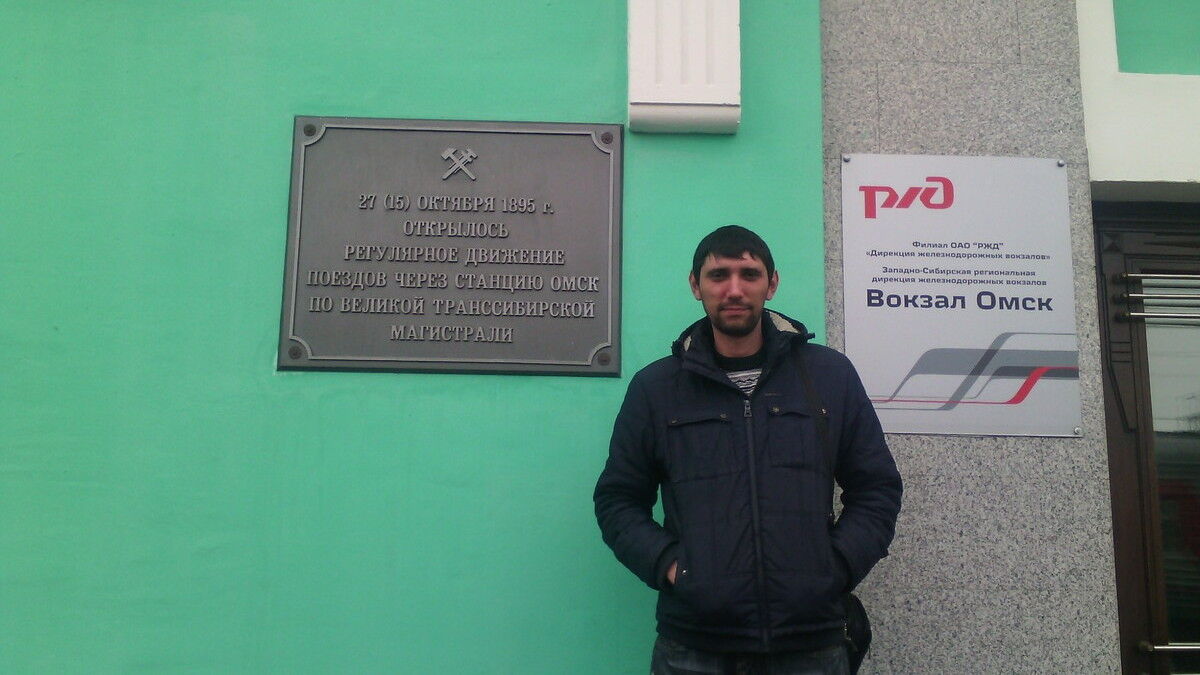 27 (15) ОКТЯБРЯ 1895 г.
ОТКРЫЛОСЬ
РЕГУЛЯРНОЕ ДВИЖЕНИЕ
ПОЕЗДОВ ЧЕРЕЗ СТАНЦИЮ ОМСК
ПО ВЕЛИКОЙ ТРАНССИБИРСКОЙ
МАГИСТРАЛИ
РЖД
Филиал ОАО "РЖД"
«Дирекция железнодорожных вокзалов»
Западно-Сибирская региональная
дирекция железнодорожных вокзалов
Вокзал Омск